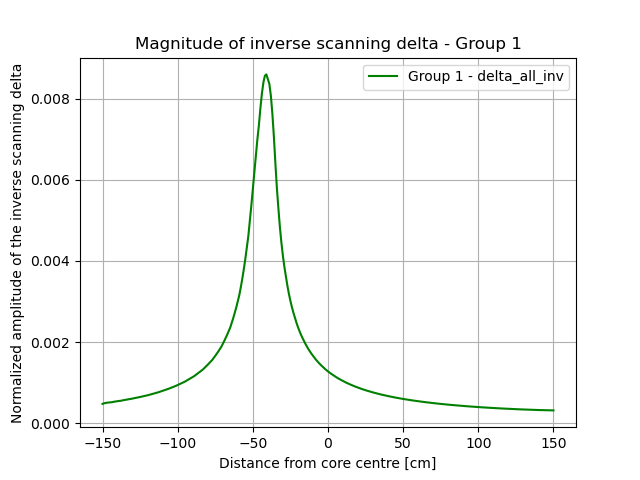 Magnitude of inverse scanning delta - Group 1
Group 1 - delta_all_inv
Normalized amplitude of the inverse scanning delta
0.008
0.006
0.004
0.002
0.000
−150 −100 −50 0 50 100 150
Distance from core centre [cm]